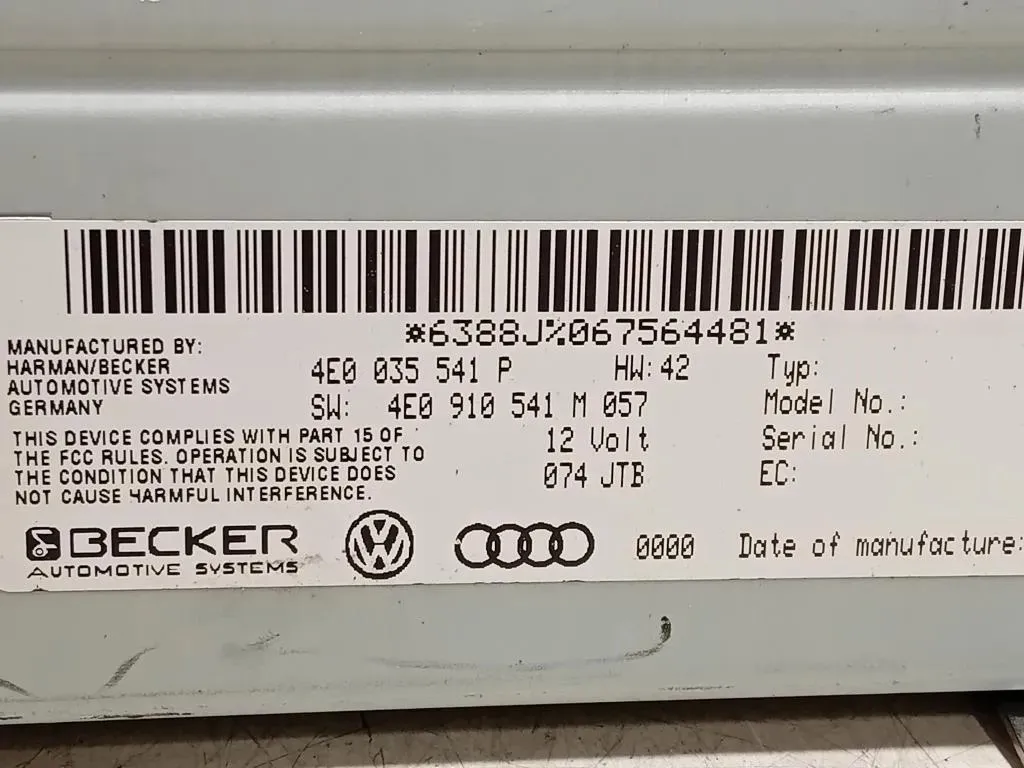 *6388J%067564481*
MANUFACTURED BY:
HARMAN/BECKER
AUTOMOTIVE SYSTEMS
GERMANY
4E0 035 541 P HW: 42 Typ:
SW: 4E0 910 541 M 057 Model No.:
12 Volt Serial No.:
074 JTB EC:
THIS DEVICE COMPLIES WITH PART 15 OF
THE FCC RULES. OPERATION IS SUBJECT TO
THE CONDITION THAT THIS DEVICE DOES
NOT CAUSE HARMFUL INTERFERENCE.
BECKER
AUTOMOTIVE SYSTEMS
VW
0000 Date of manufacture: